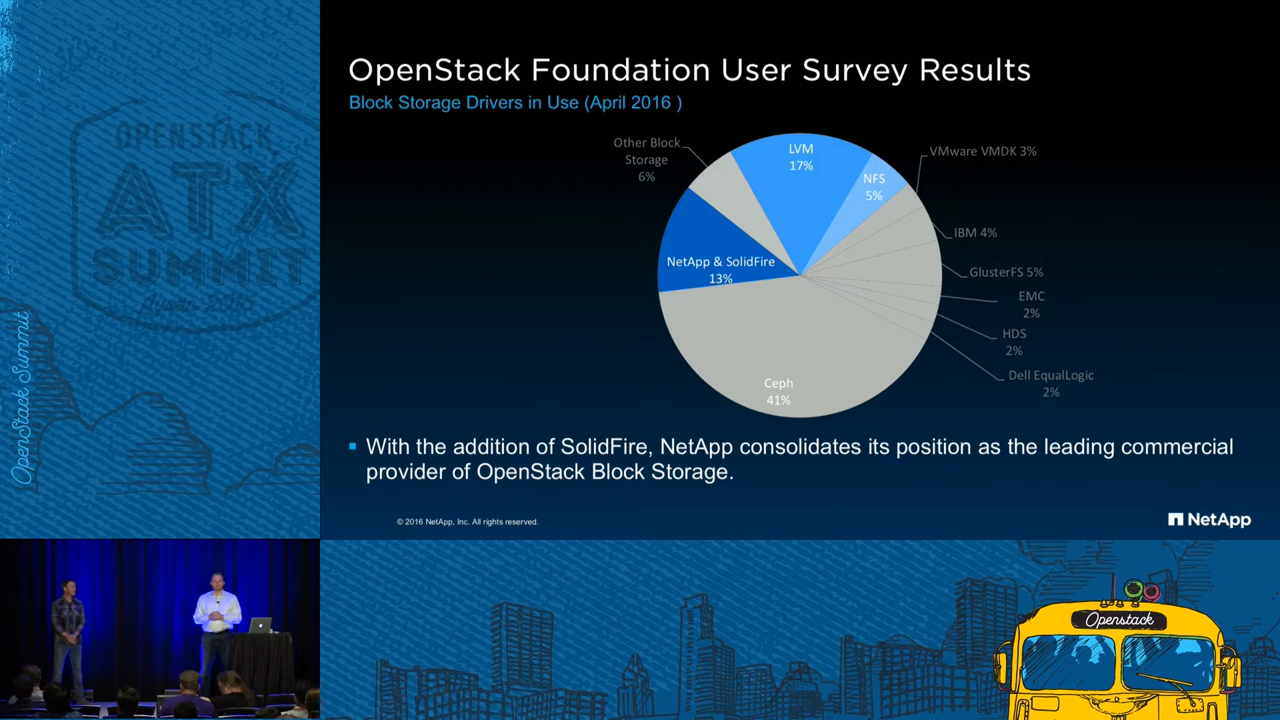 OpenStack Foundation User Survey Results
Block Storage Drivers in Use (April 2016 )
Other Block
Storage
6%
LVM
17%
NFS
5%
VMware VMDK 3%
IBM 4%
GlusterFS 5%
EMC
2%
HDS
2%
Dell EqualLogic
2%
NetApp & SolidFire
13%
Ceph
41%
With the addition of SolidFire, NetApp consolidates its position as the leading commercial
provider of OpenStack Block Storage.
© 2016 NetApp, Inc. All rights reserved.
NetApp
OPENSTACK
ATX
SUMMIT
OpenStack Summit
Openstack